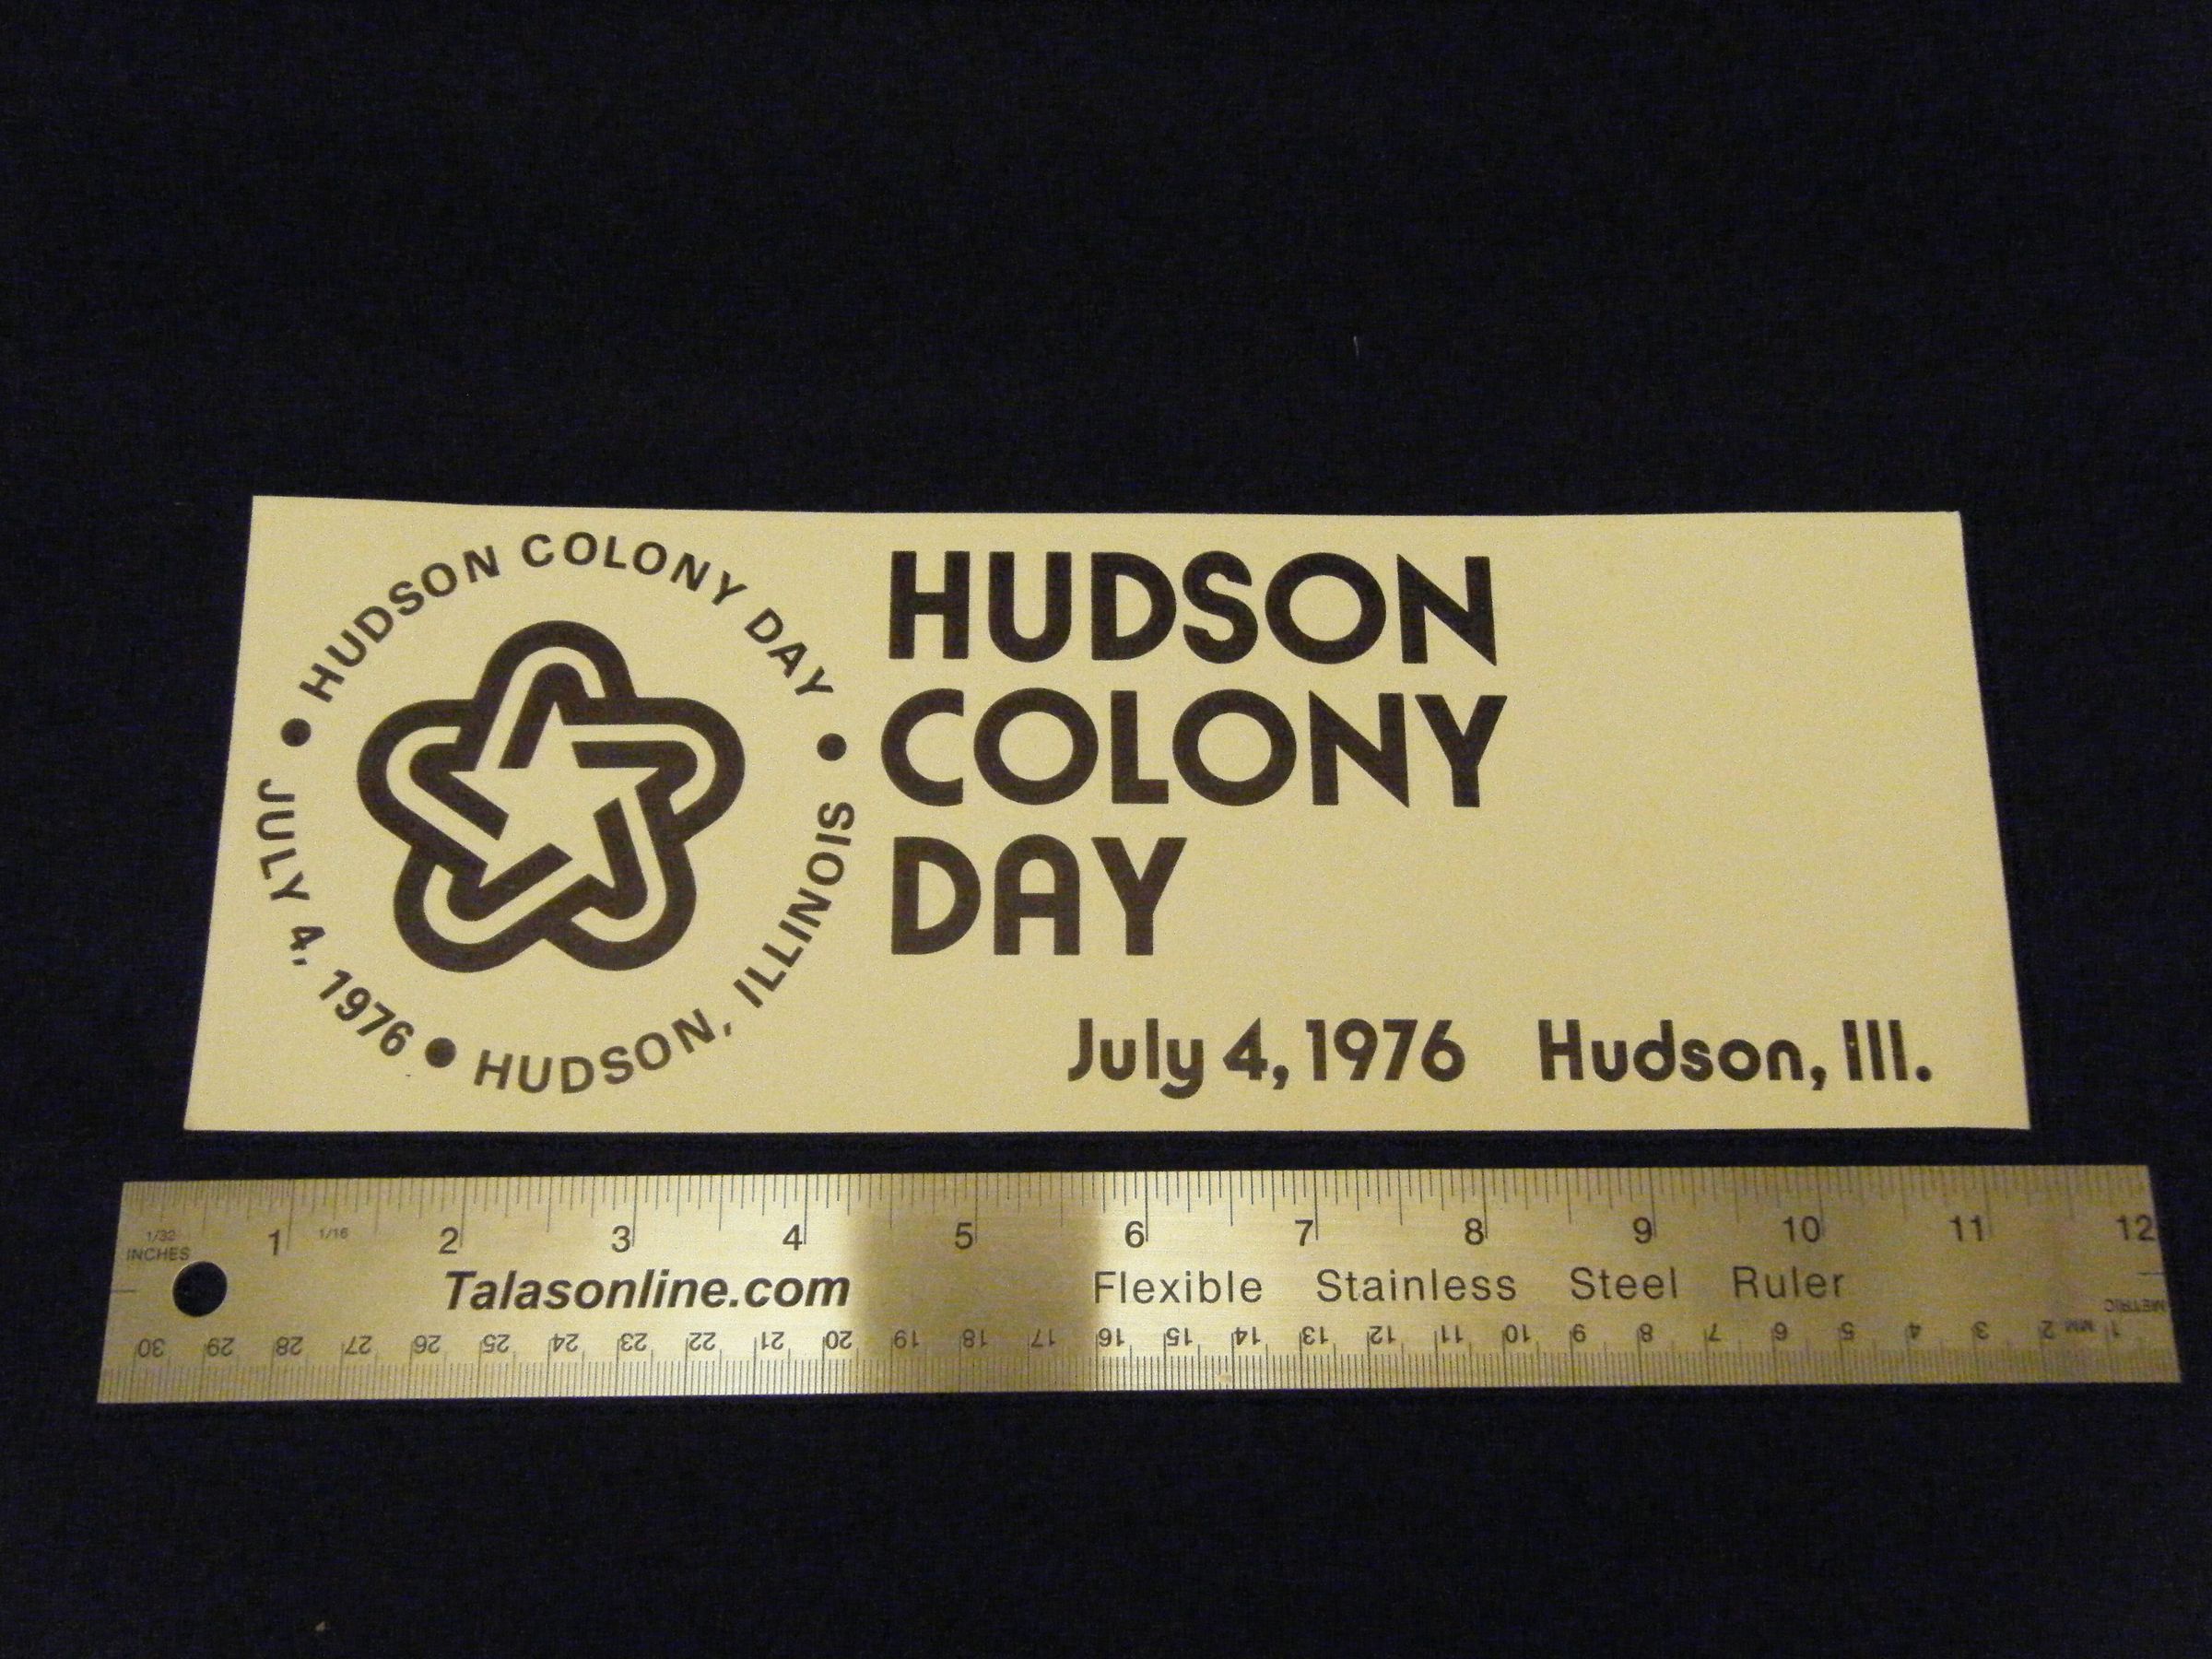 • HUDSON COLONY DAY •
JULY 4, 1976 • HUDSON, ILLINOIS
HUDSON
COLONY
DAY
July 4, 1976 Hudson, Ill.
1/32 1/16
INCHES
1 2 3 4 5 6 7 8 9 10 11 12
Talasonline.com Flexible Stainless Steel Ruler
METRIC
30 29 28 27 26 25 24 23 22 21 20 19 18 17 16 15 14 13 12 11 10 9 8 7 6 5 4 3 2 MM 1